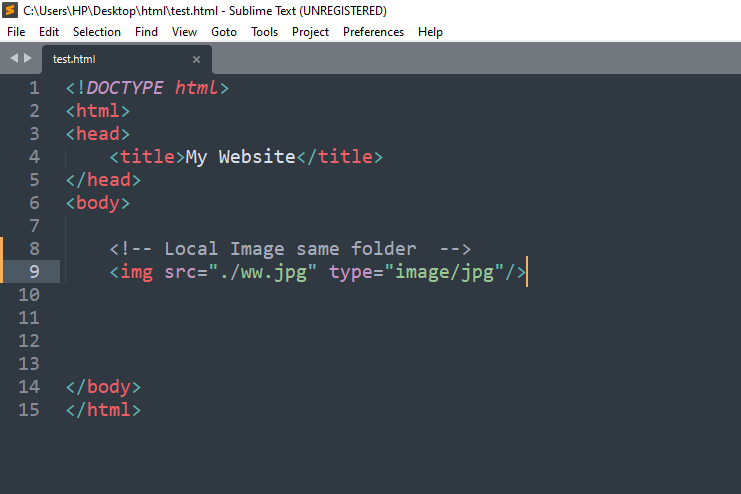 C:\Users\HP\Desktop\html\test.html - Sublime Text (UNREGISTERED)
File Edit Selection Find View Goto Tools Project Preferences Help
test.html ×
1 <!DOCTYPE html>
2 <html>
3 <head>
4     <title>My Website</title>
5 </head>
6 <body>
7
8     <!-- Local Image same folder  -->
9     <img src="./ww.jpg" type="image/jpg"/>
10
11
12
13
14 </body>
15 </html>